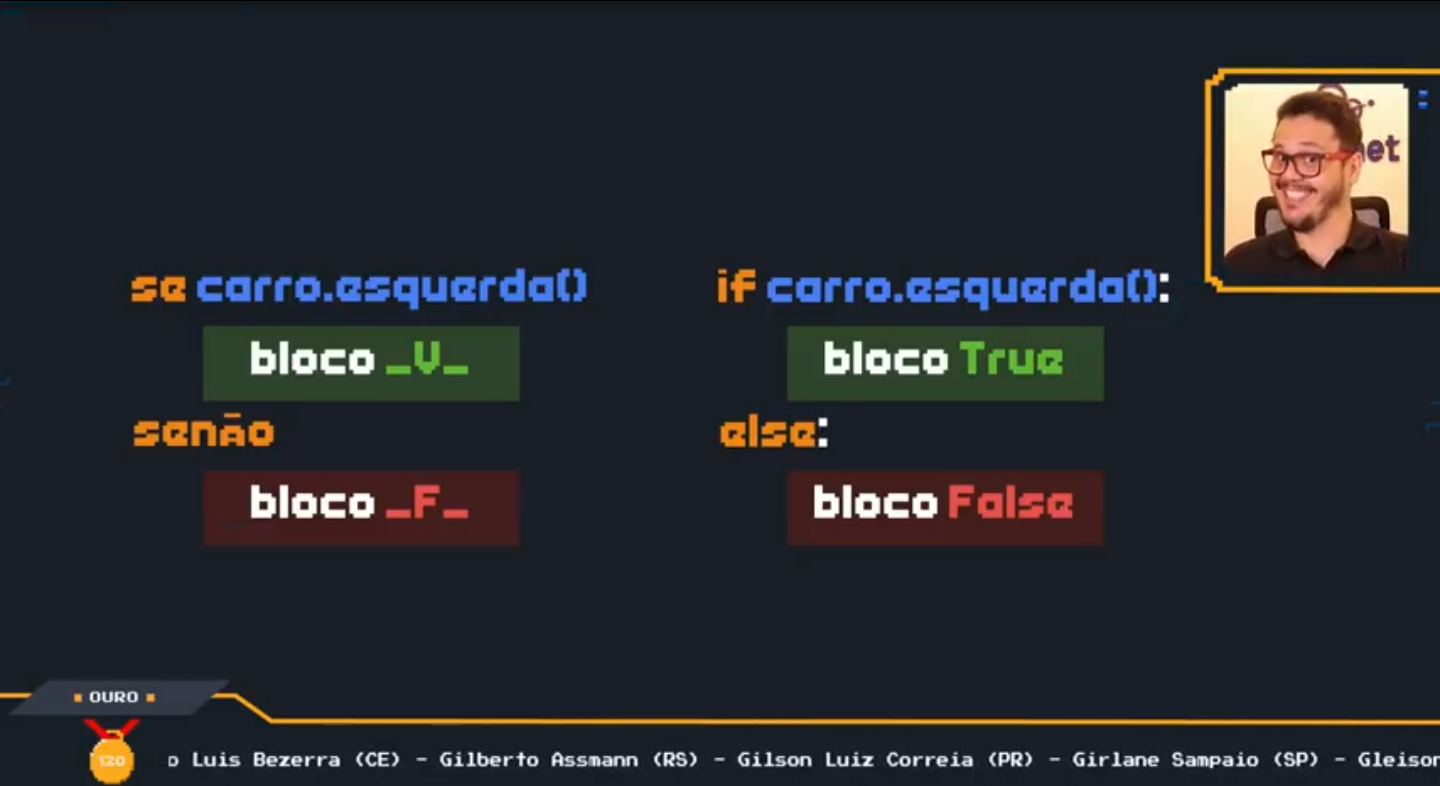 et
se carro.esquerda()
bloco _V_
senão
bloco _F_
if carro.esquerda():
bloco True
else:
bloco False
OURO
120
o Luis Bezerra (CE) - Gilberto Assmann (RS) - Gilson Luiz Correia (PR) - Girlane Sampaio (SP) - Gleison